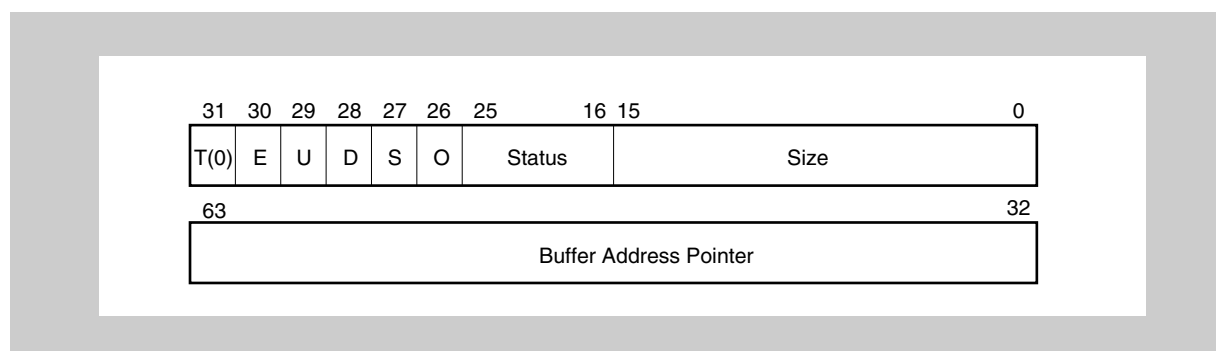 31 30 29 28 27 26 25 16 15 0
T(0) E U D S O Status Size
63 32
Buffer Address Pointer